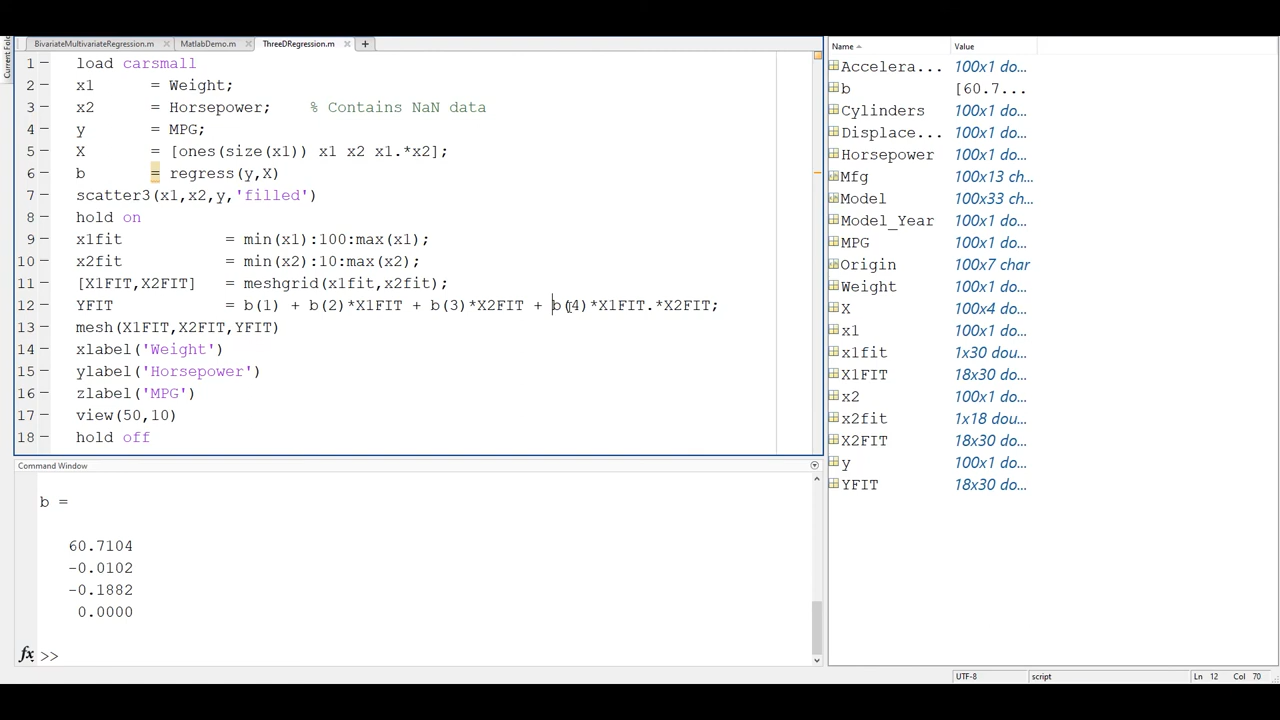 Current Fol
BivariateMultivariateRegression.m × MatlabDemo.m × ThreeDRegression.m × +
1 load carsmall
2 x1 = Weight;
3 x2 = Horsepower; % Contains NaN data
4 y = MPG;
5 X = [ones(size(x1)) x1 x2 x1.*x2];
6 b = regress(y,X)
7 scatter3(x1,x2,y,'filled')
8 hold on
9 x1fit = min(x1):100:max(x1);
10 x2fit = min(x2):10:max(x2);
11 [X1FIT,X2FIT] = meshgrid(x1fit,x2fit);
12 YFIT = b(1) + b(2)*X1FIT + b(3)*X2FIT + b(4)*X1FIT.*X2FIT;
13 mesh(X1FIT,X2FIT,YFIT)
14 xlabel('Weight')
15 ylabel('Horsepower')
16 zlabel('MPG')
17 view(50,10)
18 hold off
Command Window
b =
60.7104
-0.0102
-0.1882
0.0000
fx >>
Name Value
Accelera... 100x1 do...
b [60.7...
Cylinders 100x1 do...
Displace... 100x1 do...
Horsepower 100x1 do...
Mfg 100x13 ch...
Model 100x33 ch...
Model_Year 100x1 do...
MPG 100x1 do...
Origin 100x7 char
Weight 100x1 do...
X 100x4 do...
x1 100x1 do...
x1fit 1x30 dou...
X1FIT 18x30 do...
x2 100x1 do...
x2fit 1x18 dou...
X2FIT 18x30 do...
y 100x1 do...
YFIT 18x30 do...
UTF-8 script Ln 12 Col 70